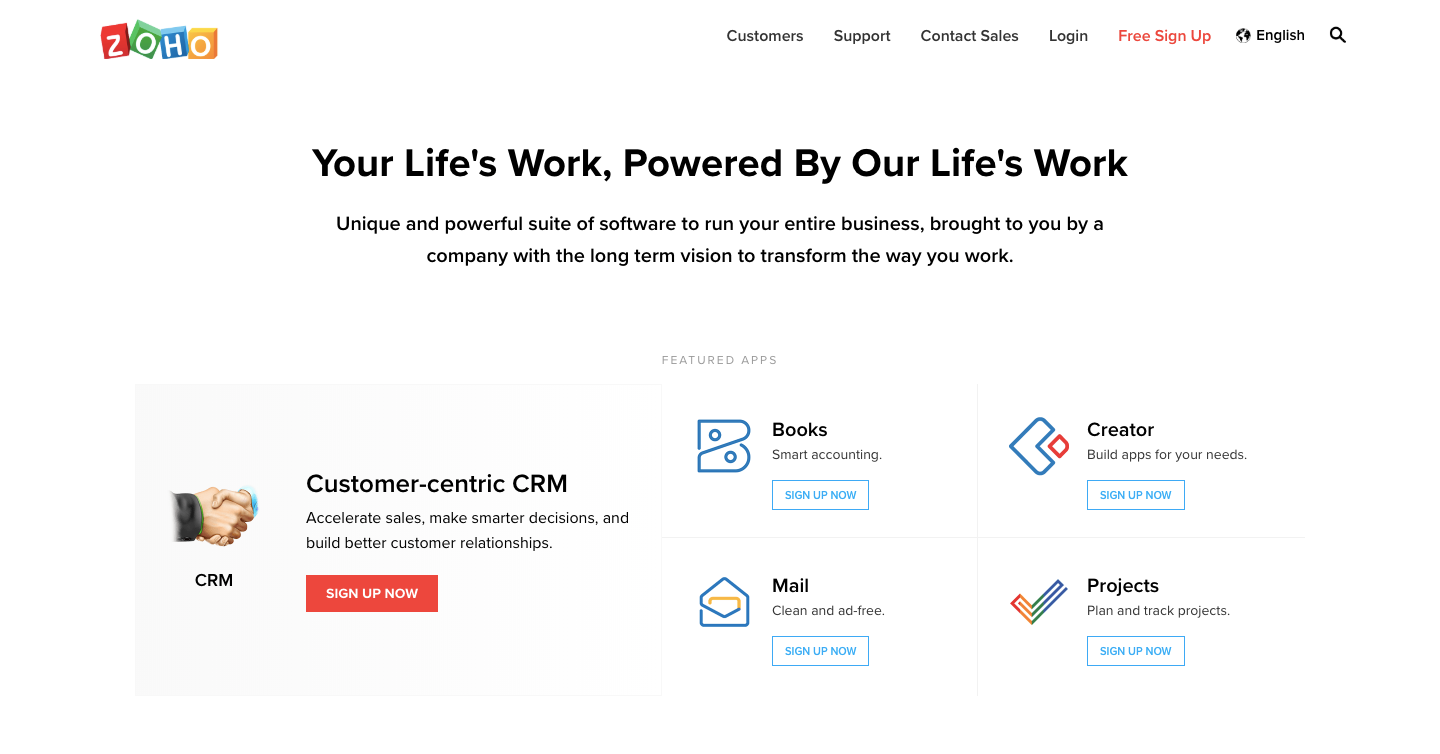 ZOHO
Customers Support Contact Sales Login Free Sign Up English
Your Life's Work, Powered By Our Life's Work
Unique and powerful suite of software to run your entire business, brought to you by a
company with the long term vision to transform the way you work.
FEATURED APPS
CRM
Customer-centric CRM
Accelerate sales, make smarter decisions, and
build better customer relationships.
SIGN UP NOW
Books
Smart accounting.
SIGN UP NOW
Creator
Build apps for your needs.
SIGN UP NOW
Mail
Clean and ad-free.
SIGN UP NOW
Projects
Plan and track projects.
SIGN UP NOW